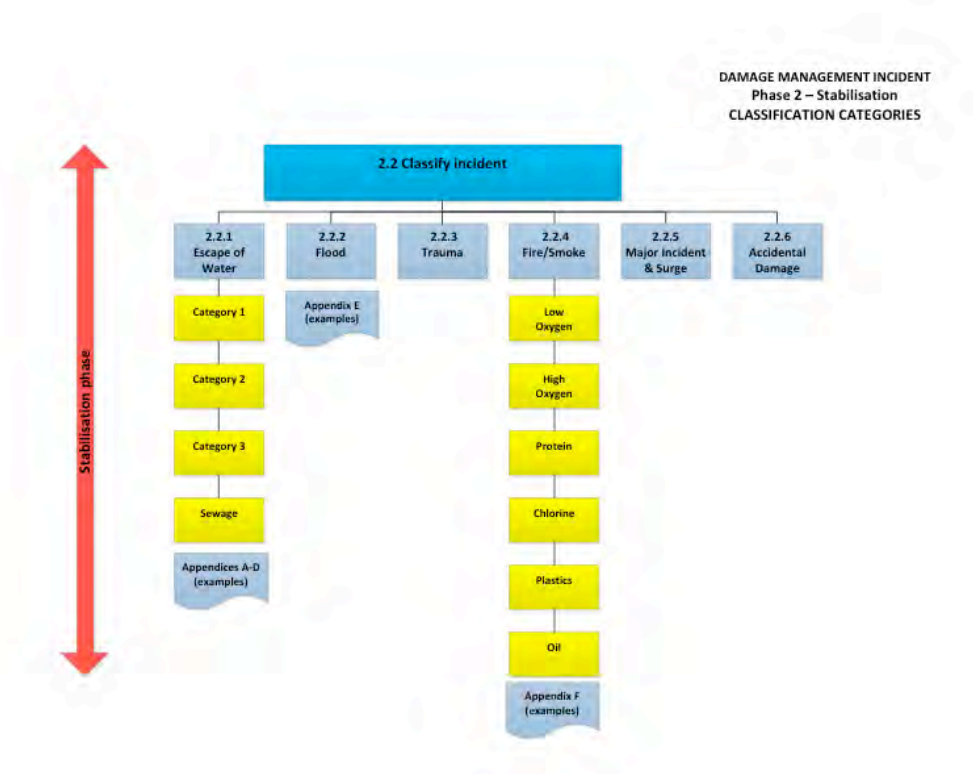 DAMAGE MANAGEMENT INCIDENT
Phase 2 – Stabilisation
CLASSIFICATION CATEGORIES
2.2 Classify incident
2.2.1
Escape of
Water
2.2.2
Flood
2.2.3
Trauma
2.2.4
Fire/Smoke
2.2.5
Major Incident
& Surge
2.2.6
Accidental
Damage
Category 1
Category 2
Category 3
Sewage
Appendices A-D
(examples)
Appendix E
(examples)
Low
Oxygen
High
Oxygen
Protein
Chlorine
Plastics
Oil
Appendix F
(examples)
Stabilisation phase